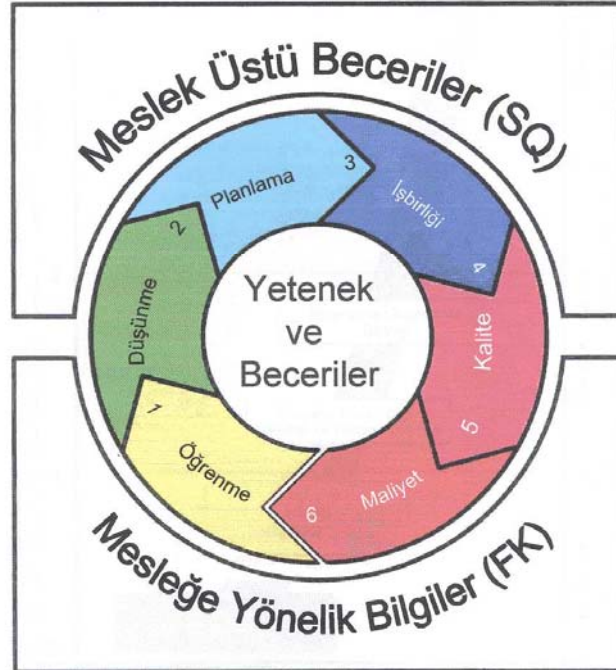 Meslek Üstü Beceriler (SQ)
Planlama
3
İşbirliği
4
2
Düşünme
Yetenek
ve
Beceriler
Kalite
5
1
Öğrenme
6
Maliyet
Mesleğe Yönelik Bilgiler (FK)